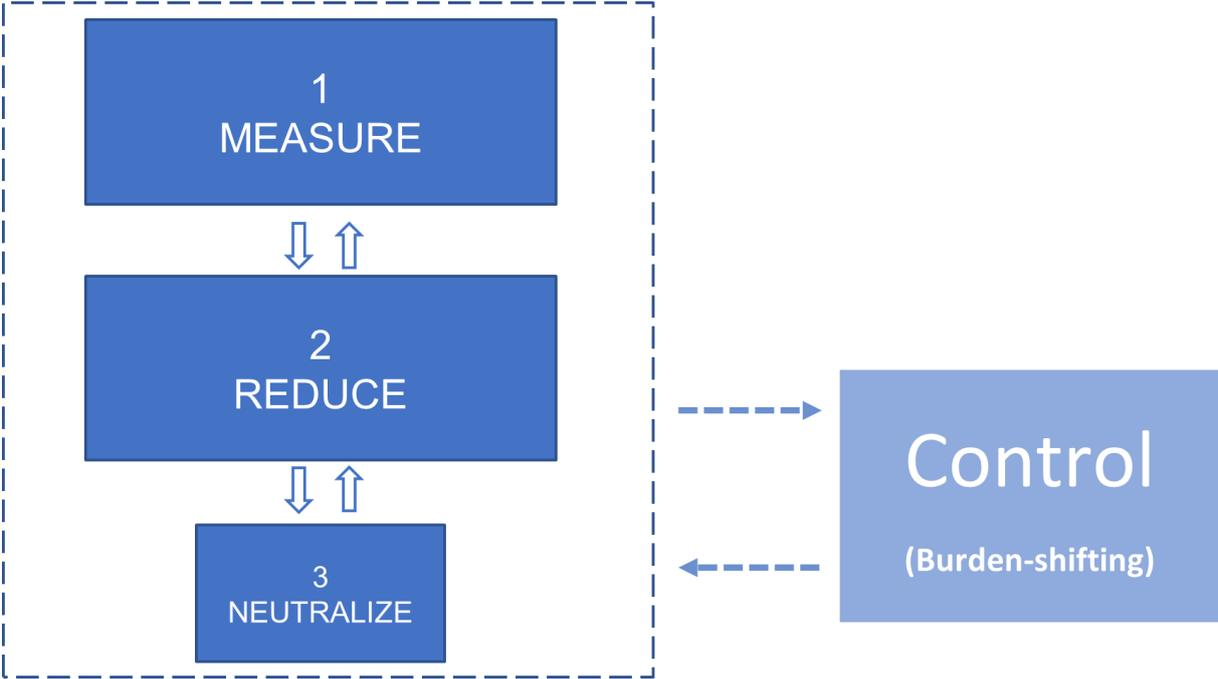 1
MEASURE
2
REDUCE
3
NEUTRALIZE
Control
(Burden-shifting)